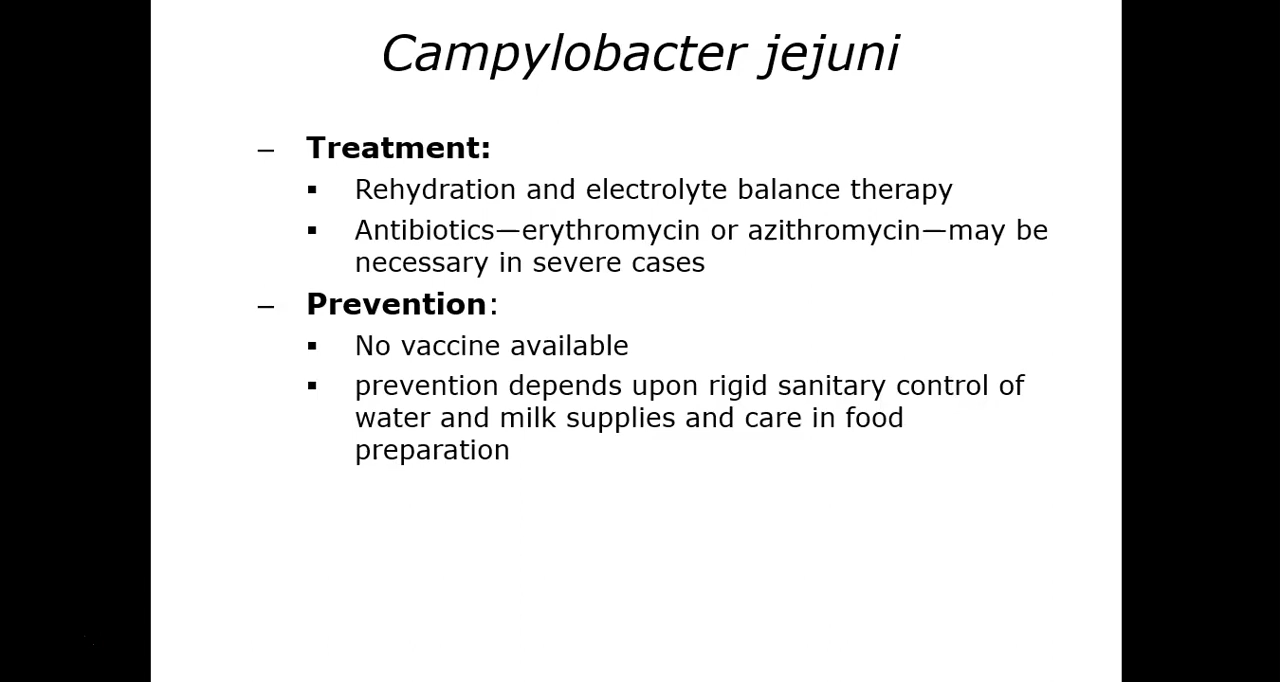 Campylobacter jejuni
– Treatment:
▪ Rehydration and electrolyte balance therapy
▪ Antibiotics—erythromycin or azithromycin—may be
necessary in severe cases
– Prevention:
▪ No vaccine available
▪ prevention depends upon rigid sanitary control of
water and milk supplies and care in food
preparation